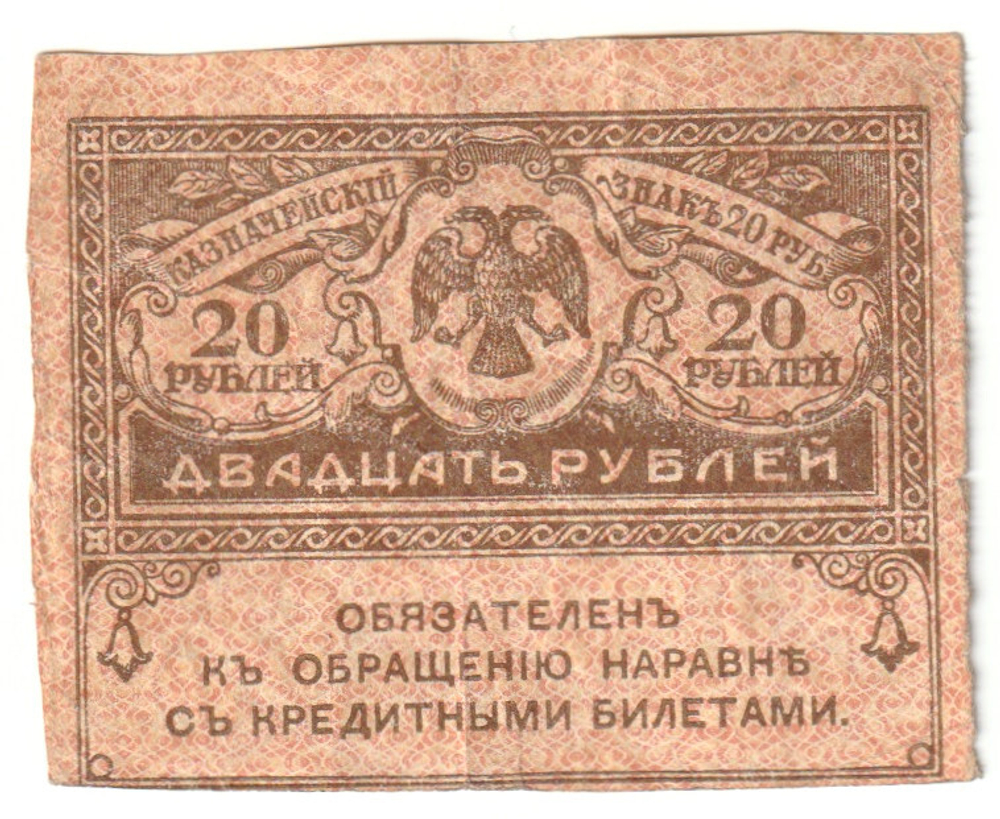 КАЗНАЧЕЙСКІЙ
ЗНАКЪ 20 РУБ.
20
РУБЛЕЙ
20
РУБЛЕЙ
ДВАДЦАТЬ РУБЛЕЙ
ОБЯЗАТЕЛЕНЪ
КЪ ОБРАЩЕНІЮ НАРАВНѢ
СЪ КРЕДИТНЫМИ БИЛЕТАМИ.